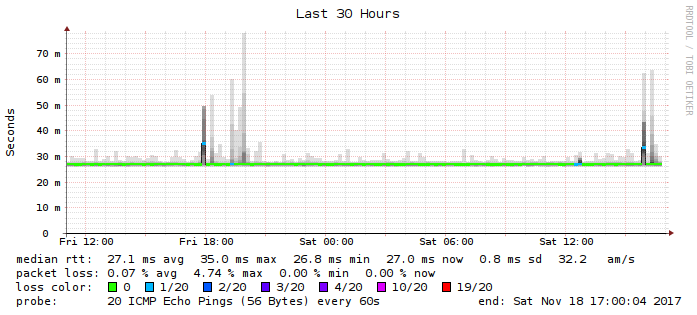 Last 30 Hours
RRDTOOL / TOBI OETIKER
Seconds
70 m
60 m
50 m
40 m
30 m
20 m
10 m
0
Fri 12:00 Fri 18:00 Sat 00:00 Sat 06:00 Sat 12:00
median rtt: 27.1 ms avg 35.0 ms max 26.8 ms min 27.0 ms now 0.8 ms sd 32.2 am/s
packet loss: 0.07 % avg 4.74 % max 0.00 % min 0.00 % now
loss color: 0 1/20 2/20 3/20 4/20 10/20 19/20
probe: 20 ICMP Echo Pings (56 Bytes) every 60s end: Sat Nov 18 17:00:04 2017